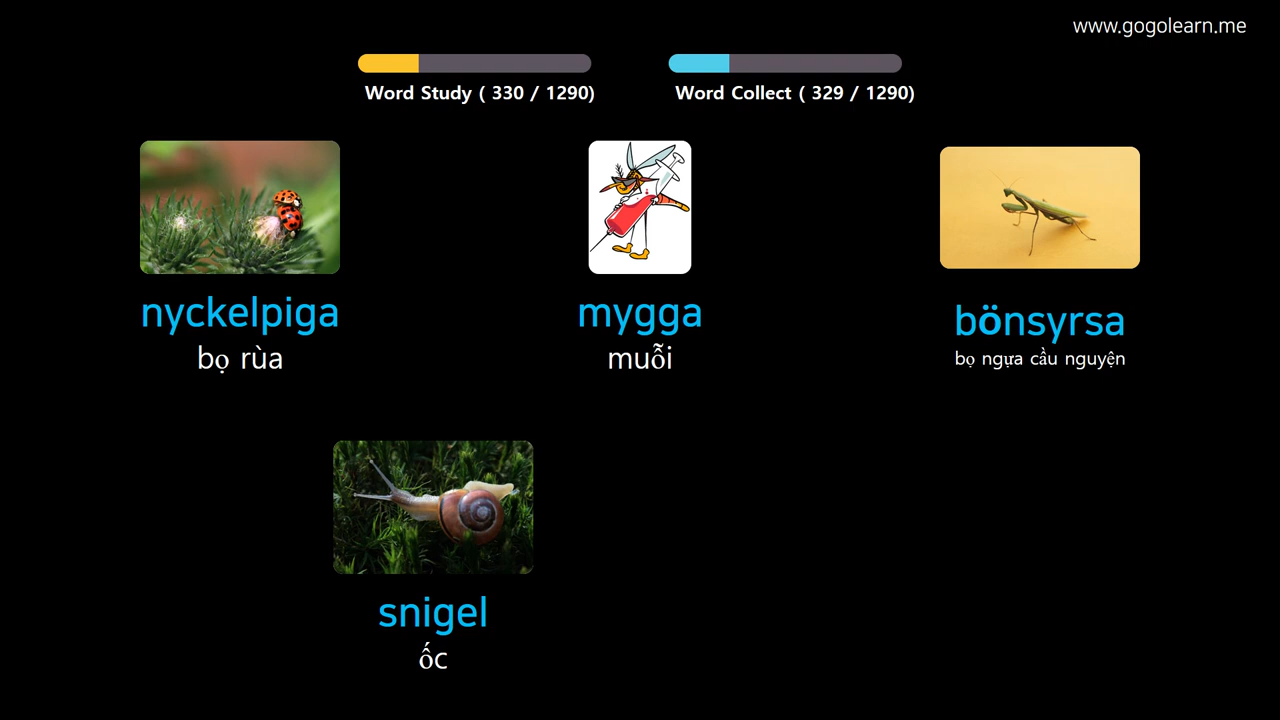 www.gogolearn.me
Word Study ( 330 / 1290)
Word Collect ( 329 / 1290)
nyckelpiga
bọ rùa
mygga
muỗi
bönsyrsa
bọ ngựa cầu nguyện
snigel
ốc